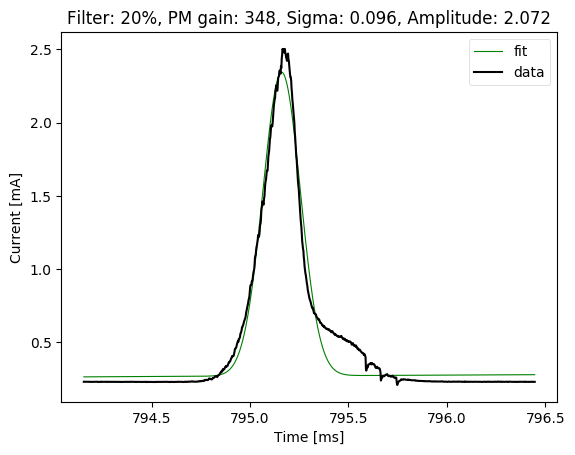 Filter: 20%, PM gain: 348, Sigma: 0.096, Amplitude: 2.072
fit
data
Current [mA]
2.5
2.0
1.5
1.0
0.5
794.5
795.0
795.5
796.0
796.5
Time [ms]